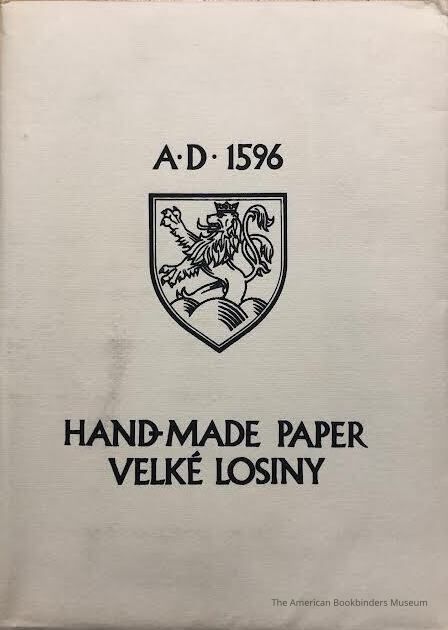 A·D·1596
HAND-MADE PAPER
VELKÉ LOSINY
The American Bookbinders Museum